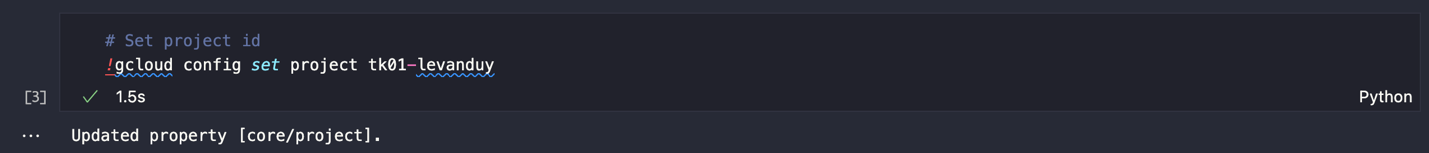 # Set project id
!gcloud config set project tk01-levanduy
[3]
1.5s
Python
... Updated property [core/project].